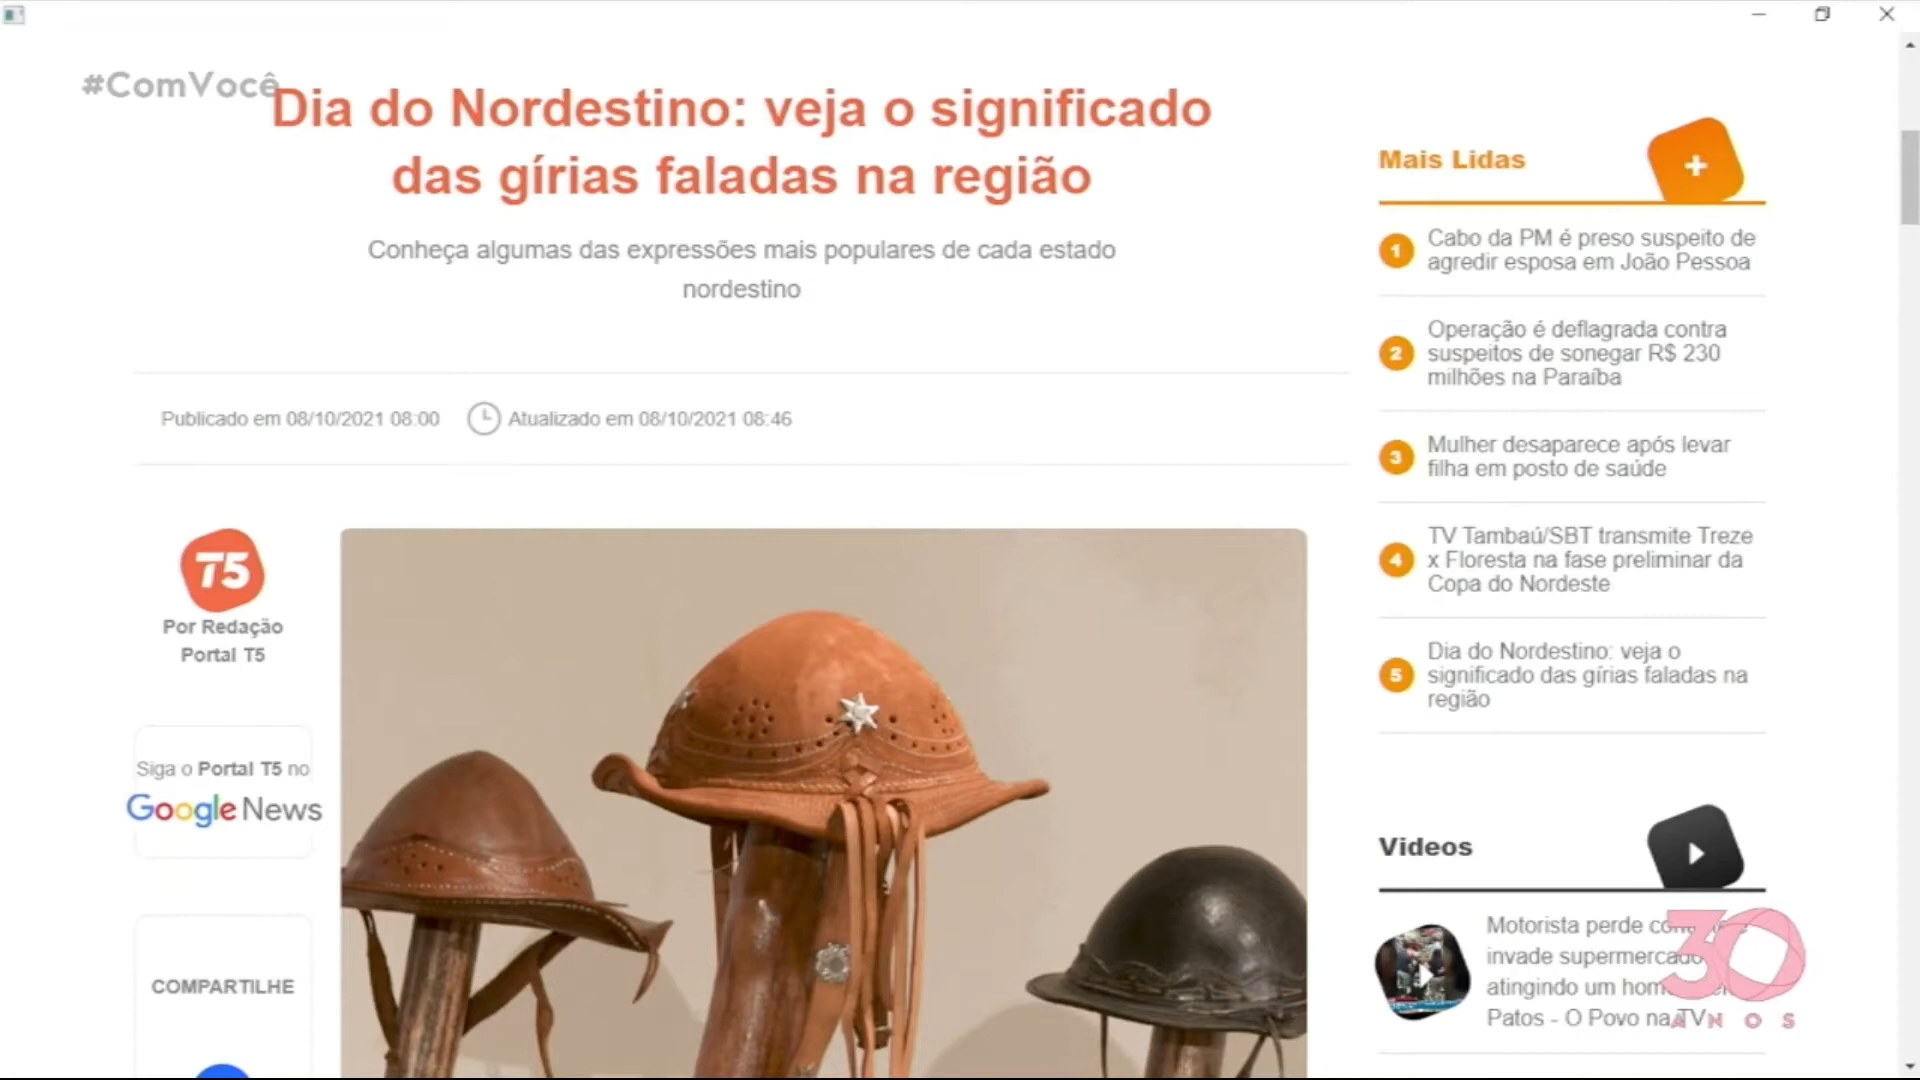 #ComVocê
Dia do Nordestino: veja o significado
das gírias faladas na região
Conheça algumas das expressões mais populares de cada estado
nordestino
Publicado em 08/10/2021 08:00
Atualizado em 08/10/2021 08:46
T5
Por Redação
Portal T5
Siga o Portal T5 no
Google News
COMPARTILHE
Mais Lidas
+
1
Cabo da PM é preso suspeito de
agredir esposa em João Pessoa
2
Operação é deflagrada contra
suspeitos de sonegar R$ 230
milhões na Paraíba
3
Mulher desaparece após levar
filha em posto de saúde
4
TV Tambaú/SBT transmite Treze
x Floresta na fase preliminar da
Copa do Nordeste
5
Dia do Nordestino: veja o
significado das gírias faladas na
região
Videos
Motorista perde
invade supermercado
atingindo um
Patos - O Povo na TV
30
ANOS